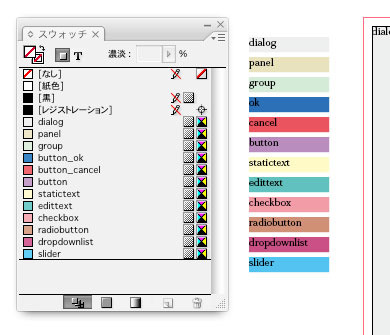 スウォッチ
T
濃淡:
%
[なし]
[紙色]
[黒]
[レジストレーション]
dialog
panel
group
button_ok
button_cancel
button
statictext
edittext
checkbox
radiobutton
dropdownlist
slider
dialog
panel
group
ok
cancel
button
statictext
edittext
checkbox
radiobutton
dropdownlist
slider